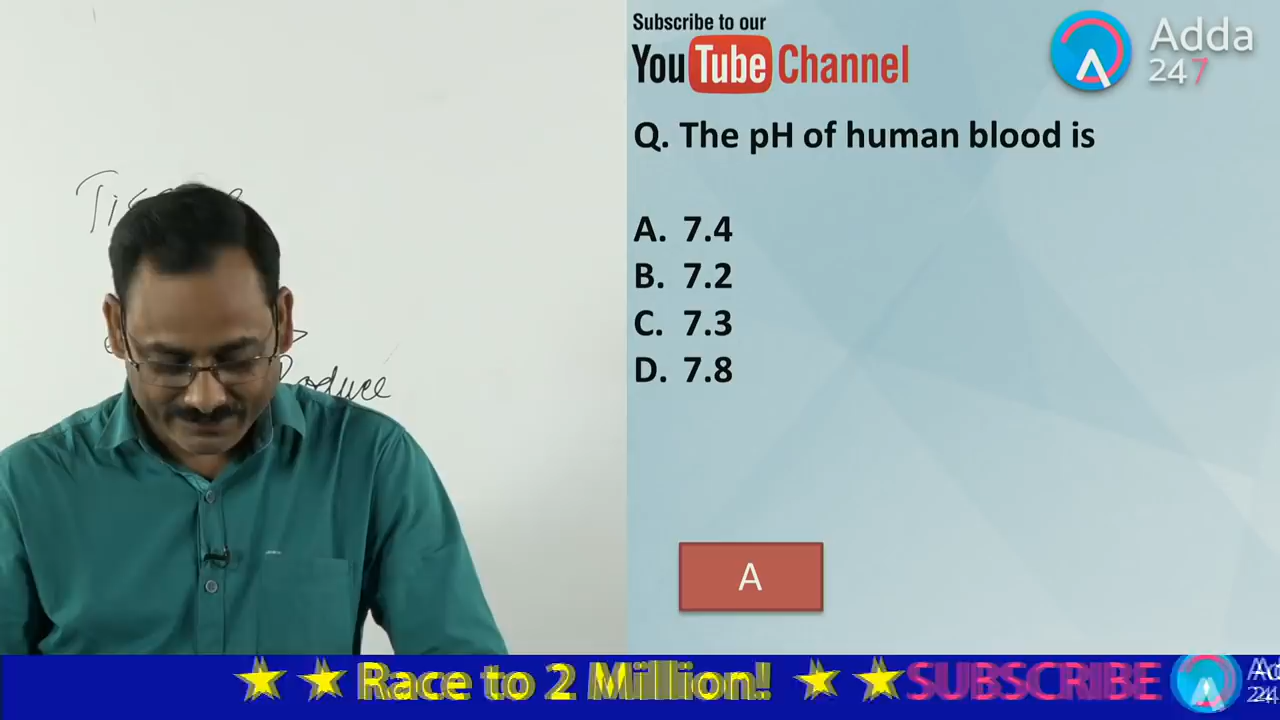 Subscribe to our
YouTube Channel
Adda
247
Q. The pH of human blood is
A. 7.4
B. 7.2
C. 7.3
D. 7.8
A
Produce
★ ★ Race to 2 Million! ★ ★ SUBSCRIBE